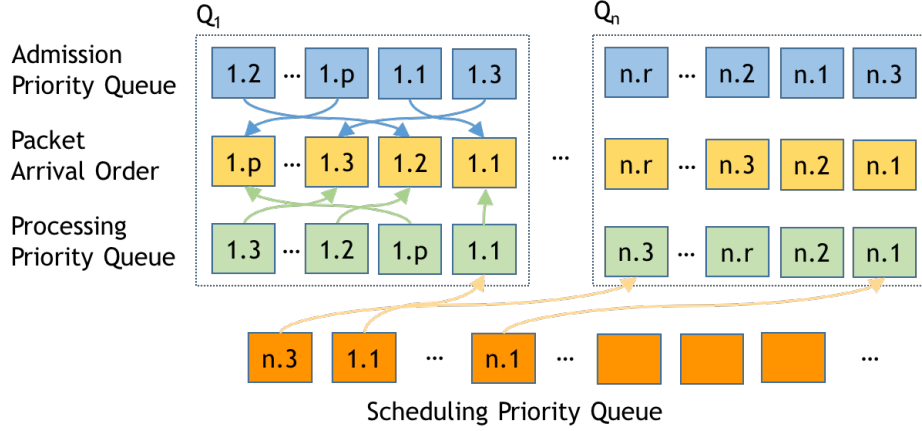 Q1 Qn
Admission
Priority Queue
1.2 ... 1.p 1.1 1.3 n.r ... n.2 n.1 n.3
Packet
Arrival Order
1.p ... 1.3 1.2 1.1 ... n.r ... n.3 n.2 n.1
Processing
Priority Queue
1.3 ... 1.2 1.p 1.1 n.3 ... n.r n.2 n.1
n.3 1.1 ... n.1 ... ...
Scheduling Priority Queue